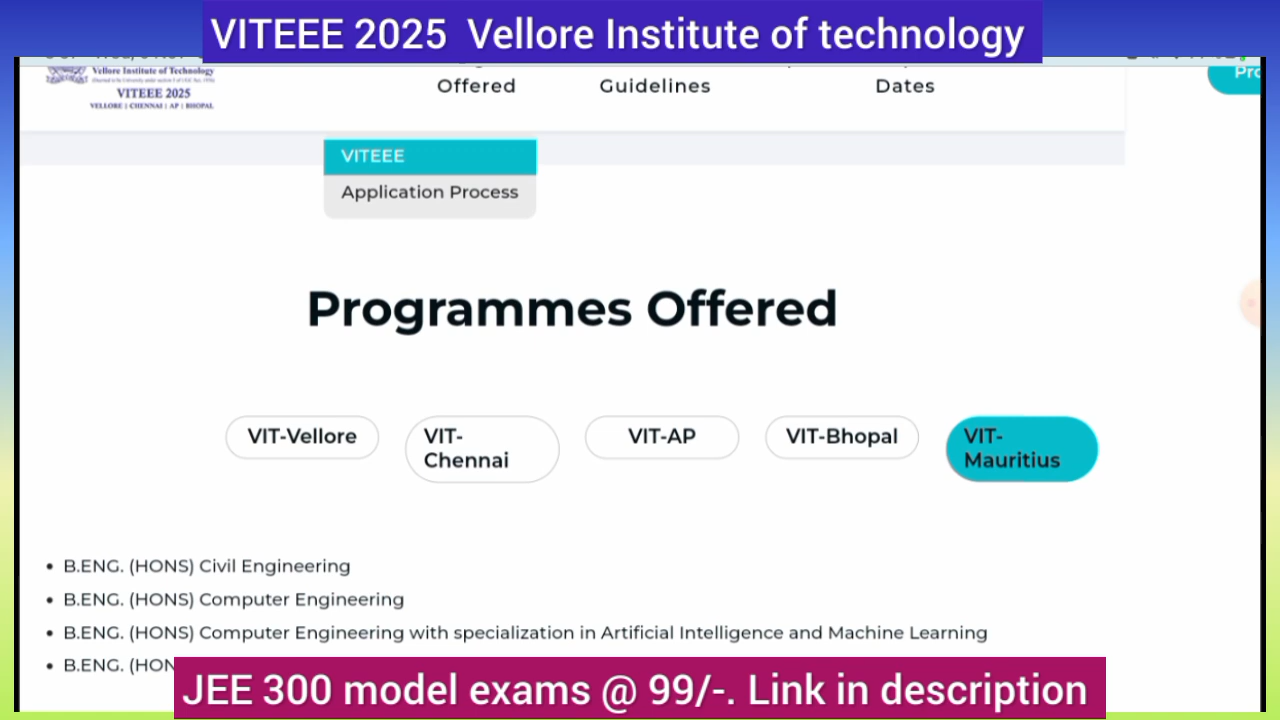 VITEEE 2025 Vellore Institute of technology
Vellore Institute of Technology
VITEEE 2025
VELLORE | CHENNAI | AP | BHOPAL
Offered
Guidelines
Dates
VITEEE
Application Process
Programmes Offered
VIT-Vellore
VIT-
Chennai
VIT-AP
VIT-Bhopal
VIT-
Mauritius
• B.ENG. (HONS) Civil Engineering
• B.ENG. (HONS) Computer Engineering
• B.ENG. (HONS) Computer Engineering with specialization in Artificial Intelligence and Machine Learning
• B.ENG. (HON
JEE 300 model exams @ 99/-. Link in description